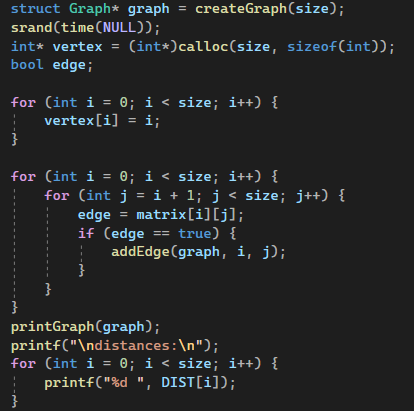 struct Graph* graph = createGraph(size);
srand(time(NULL));
int* vertex = (int*)calloc(size, sizeof(int));
bool edge;

for (int i = 0; i < size; i++) {
    vertex[i] = i;
}

for (int i = 0; i < size; i++) {
    for (int j = i + 1; j < size; j++) {
        edge = matrix[i][j];
        if (edge == true) {
            addEdge(graph, i, j);
        }
    }
}
printGraph(graph);
printf("\ndistances:\n");
for (int i = 0; i < size; i++) {
    printf("%d ", DIST[i]);
}